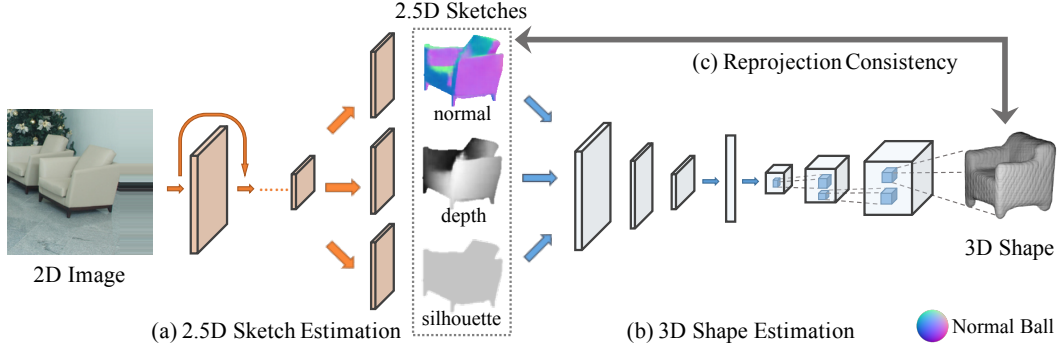 2.5D Sketches
(c) Reprojection Consistency
normal
depth
silhouette
2D Image
3D Shape
(a) 2.5D Sketch Estimation
(b) 3D Shape Estimation
Normal Ball